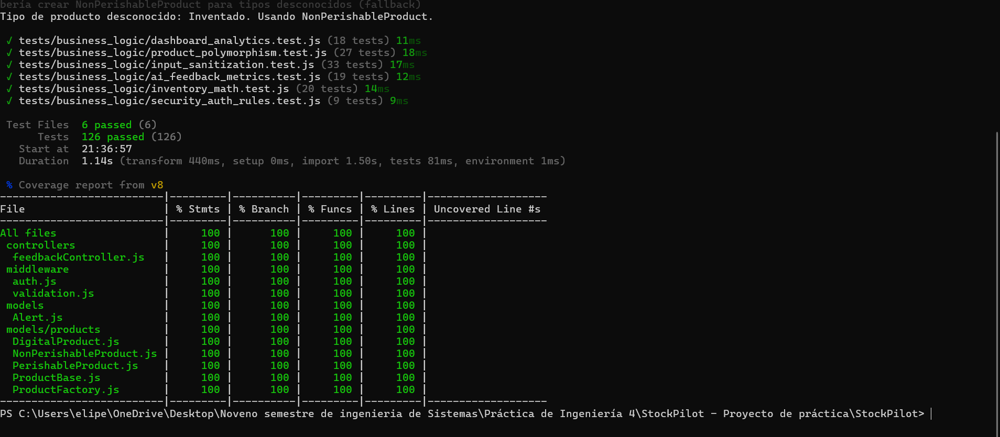 bería crear NonPerishableProduct para tipos desconocidos (fallback)
Tipo de producto desconocido: Inventado. Usando NonPerishableProduct.
✓ tests/business_logic/dashboard_analytics.test.js (18 tests) 11ms
✓ tests/business_logic/product_polymorphism.test.js (27 tests) 18ms
✓ tests/business_logic/input_sanitization.test.js (33 tests) 17ms
✓ tests/business_logic/ai_feedback_metrics.test.js (19 tests) 12ms
✓ tests/business_logic/inventory_math.test.js (20 tests) 14ms
✓ tests/business_logic/security_auth_rules.test.js (9 tests) 9ms
Test Files  6 passed (6)
Tests  126 passed (126)
Start at  21:36:57
Duration  1.14s (transform 440ms, setup 0ms, import 1.50s, tests 81ms, environment 1ms)
% Coverage report from v8
--------------------------|---------|----------|---------|---------|-------------------
File                      | % Stmts | % Branch | % Funcs | % Lines | Uncovered Line #s
--------------------------|---------|----------|---------|---------|-------------------
All files                 |     100 |      100 |     100 |     100 |
controllers              |     100 |      100 |     100 |     100 |
feedbackController.js   |     100 |      100 |     100 |     100 |
middleware               |     100 |      100 |     100 |     100 |
auth.js                 |     100 |      100 |     100 |     100 |
validation.js           |     100 |      100 |     100 |     100 |
models                   |     100 |      100 |     100 |     100 |
Alert.js                |     100 |      100 |     100 |     100 |
models/products          |     100 |      100 |     100 |     100 |
DigitalProduct.js       |     100 |      100 |     100 |     100 |
NonPerishableProduct.js |     100 |      100 |     100 |     100 |
PerishableProduct.js    |     100 |      100 |     100 |     100 |
ProductBase.js          |     100 |      100 |     100 |     100 |
ProductFactory.js       |     100 |      100 |     100 |     100 |
--------------------------|---------|----------|---------|---------|-------------------
PS C:\Users\elipe\OneDrive\Desktop\Noveno semestre de ingenieria de Sistemas\Práctica de Ingeniería 4\StockPilot - Proyecto de práctica\StockPilot>